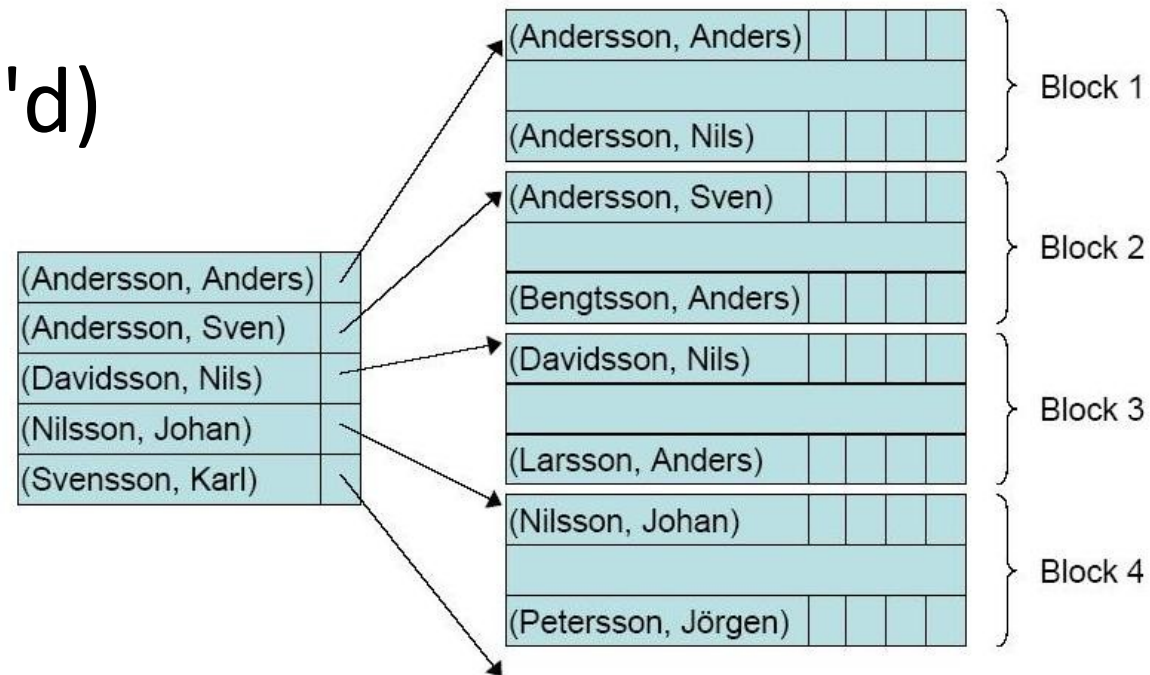 'd)
(Andersson, Anders)
(Andersson, Sven)
(Davidsson, Nils)
(Nilsson, Johan)
(Svensson, Karl)
(Andersson, Anders)
(Andersson, Nils)
Block 1
(Andersson, Sven)
(Bengtsson, Anders)
Block 2
(Davidsson, Nils)
(Larsson, Anders)
Block 3
(Nilsson, Johan)
(Petersson, Jörgen)
Block 4